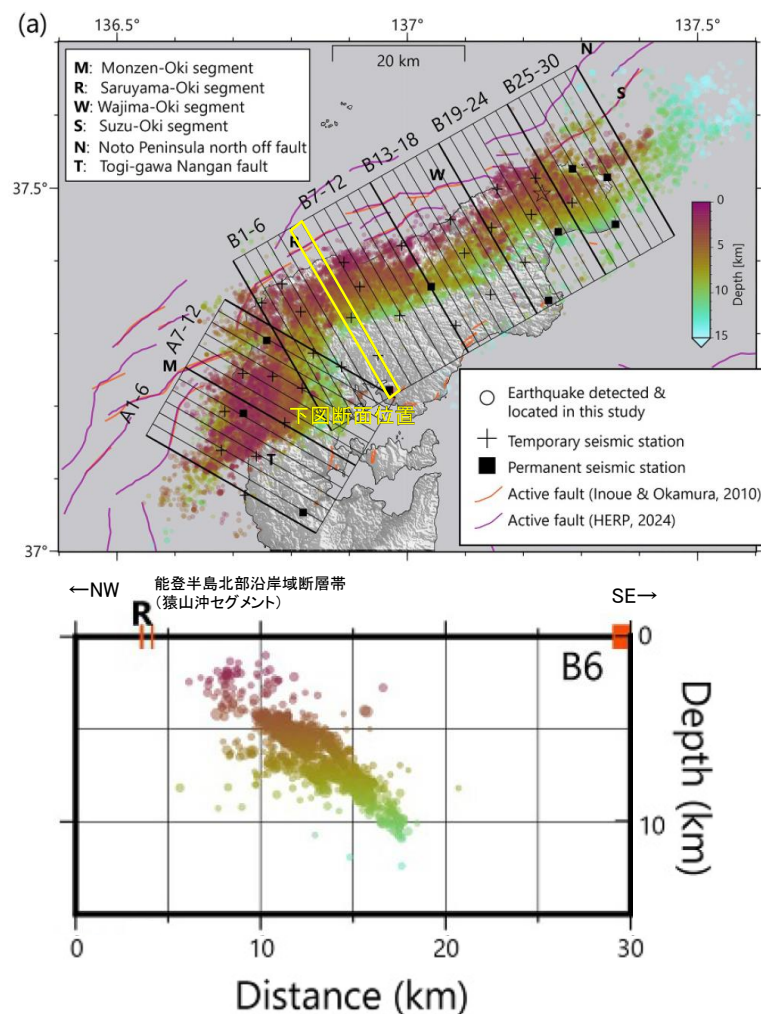 (a)
136.5°
137°
137.5°
20 km
M: Monzen-Oki segment
R: Saruyama-Oki segment
W: Wajima-Oki segment
S: Suzu-Oki segment
N: Noto Peninsula north off fault
T: Togi-gawa Nangan fault
N
B25-30
S
B19-24
B13-18
W
B7-12
37.5°
B1-6
R
0
5
10
15
Depth [km]
A7-12
M
A1-6
下図断面位置
T
Earthquake detected &
located in this study
Temporary seismic station
Permanent seismic station
Active fault (Inoue & Okamura, 2010)
Active fault (HERP, 2024)
37°
←NW
能登半島北部沿岸域断層帯
(猿山沖セグメント)
SE→
R
0
B6
10
Depth (km)
0
10
20
30
Distance (km)